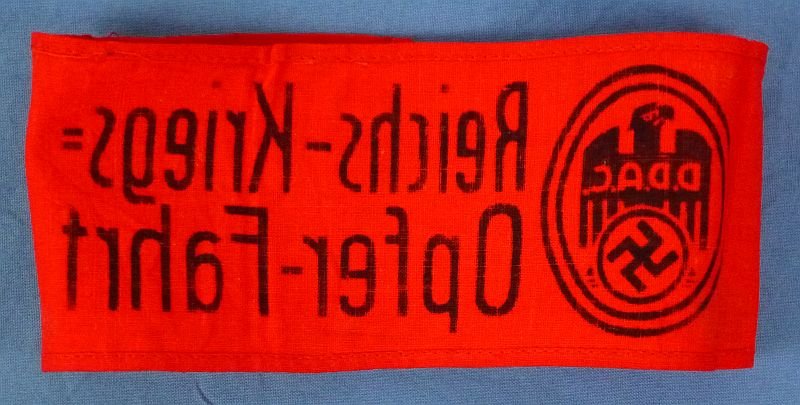 D.D.A.C.
Reichs-Kriegs=
Opfer-Fahrt